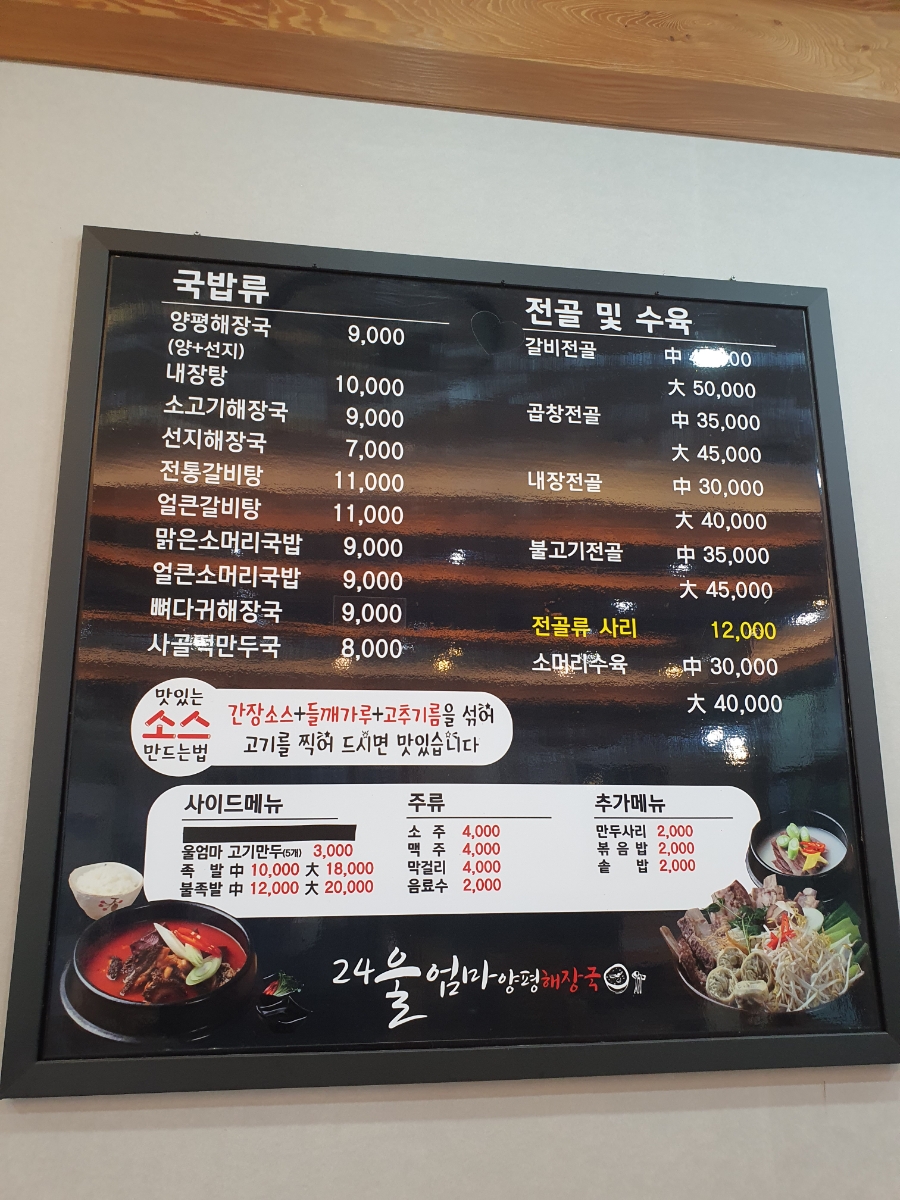 국밥류
양평해장국 9,000
(양+선지)
내장탕 10,000
소고기해장국 9,000
선지해장국 7,000
전통갈비탕 11,000
얼큰갈비탕 11,000
맑은소머리국밥 9,000
얼큰소머리국밥 9,000
뼈다귀해장국 9,000
사골떡만두국 8,000
전골 및 수육
갈비전골 中
大 50,000
곱창전골 中 35,000
大 45,000
내장전골 中 30,000
大 40,000
불고기전골 中 35,000
大 45,000
전골류 사리 12,000
소머리수육 中 30,000
大 40,000
맛있는
소스
만드는법
간장소스+들깨가루+고추기름을 섞어
고기를 찍어 드시면 맛있습니다
사이드메뉴
울엄마 고기만두(5개) 3,000
족 발 中 10,000 大 18,000
불족발 中 12,000 大 20,000
주류
소 주 4,000
맥 주 4,000
막걸리 4,000
음료수 2,000
추가메뉴
만두사리 2,000
볶음밥 2,000
솥 밥 2,000
24울엄마양평해장국